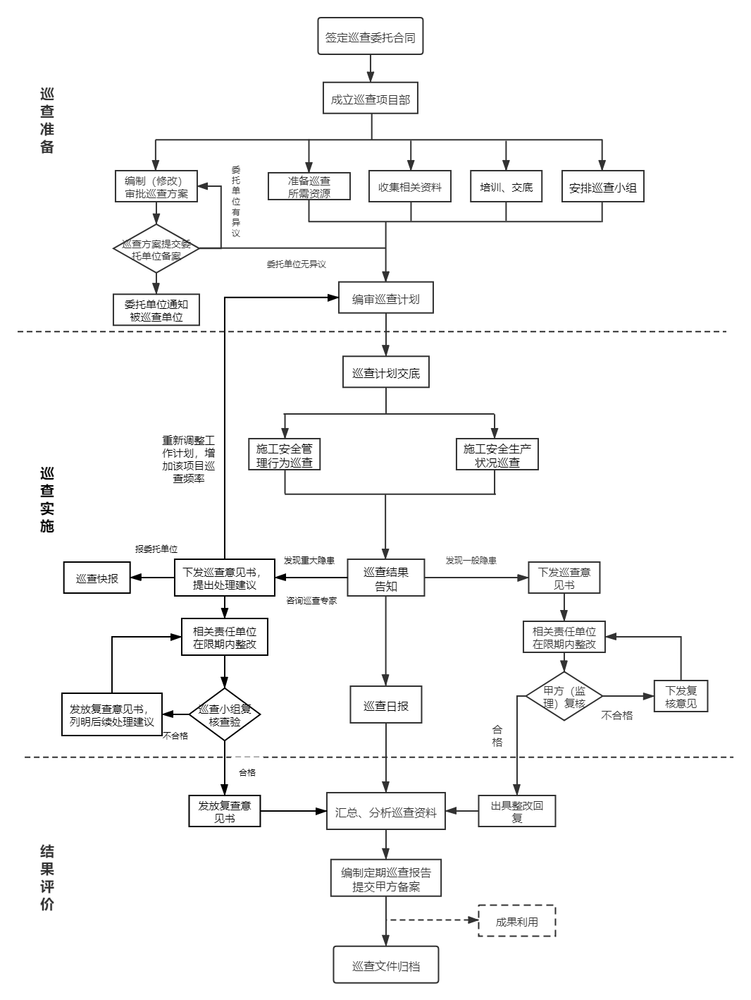 签定巡查委托合同
成立巡查项目部
巡
查
准
备
编制（修改）
审批巡查方案
委
托
单
位
有
异
议
准备巡查
所需资源
收集相关资料
培训、交底
安排巡查小组
巡查方案提交委
托单位备案
委托单位无异议
委托单位通知
被巡查单位
编审巡查计划
巡查计划交底
重新调整工
作计划，增
加该项目巡
查频率
施工安全管
理行为巡查
施工安全生产
状况巡查
巡
查
实
施
报委托单位
巡查快报
下发巡查意见书，
提出处理建议
发现重大隐患
咨询巡查专家
巡查结果
告知
发现一般隐患
下发巡查意
见书
相关责任单位
在限期内整改
相关责任单位
在限期内整改
发放复查意见书，
列明后续处理建议
不合格
巡查小组复
核查验
巡查日报
甲方（监
理）复核
不合格
下发复
核意见
合
格
合格
发放复查意
见书
汇总、分析巡查资料
出具整改回
复
结
果
评
价
编制定期巡查报告
提交甲方备案
成果利用
巡查文件归档